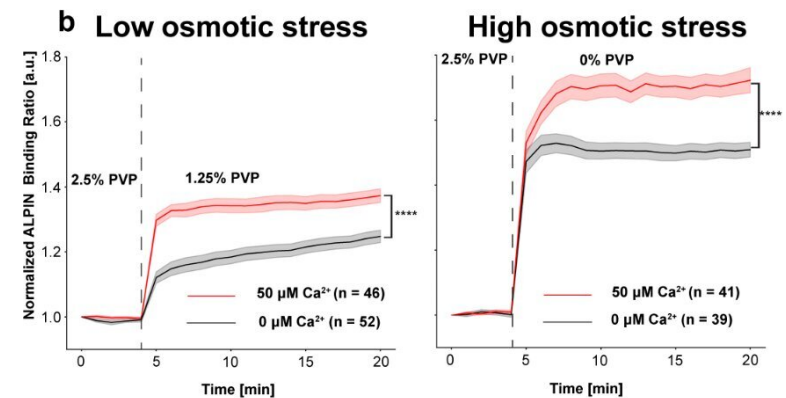 b Low osmotic stress
High osmotic stress
Normalized ALPIN Binding Ratio [a.u.]
1.8
1.6
1.4
1.2
1.0
2.5% PVP
1.25% PVP
****
50 µM Ca²⁺ (n = 46)
0 µM Ca²⁺ (n = 52)
0 5 10 15 20
Time [min]
2.5% PVP
0% PVP
****
50 µM Ca²⁺ (n = 41)
0 µM Ca²⁺ (n = 39)
0 5 10 15 20
Time [min]